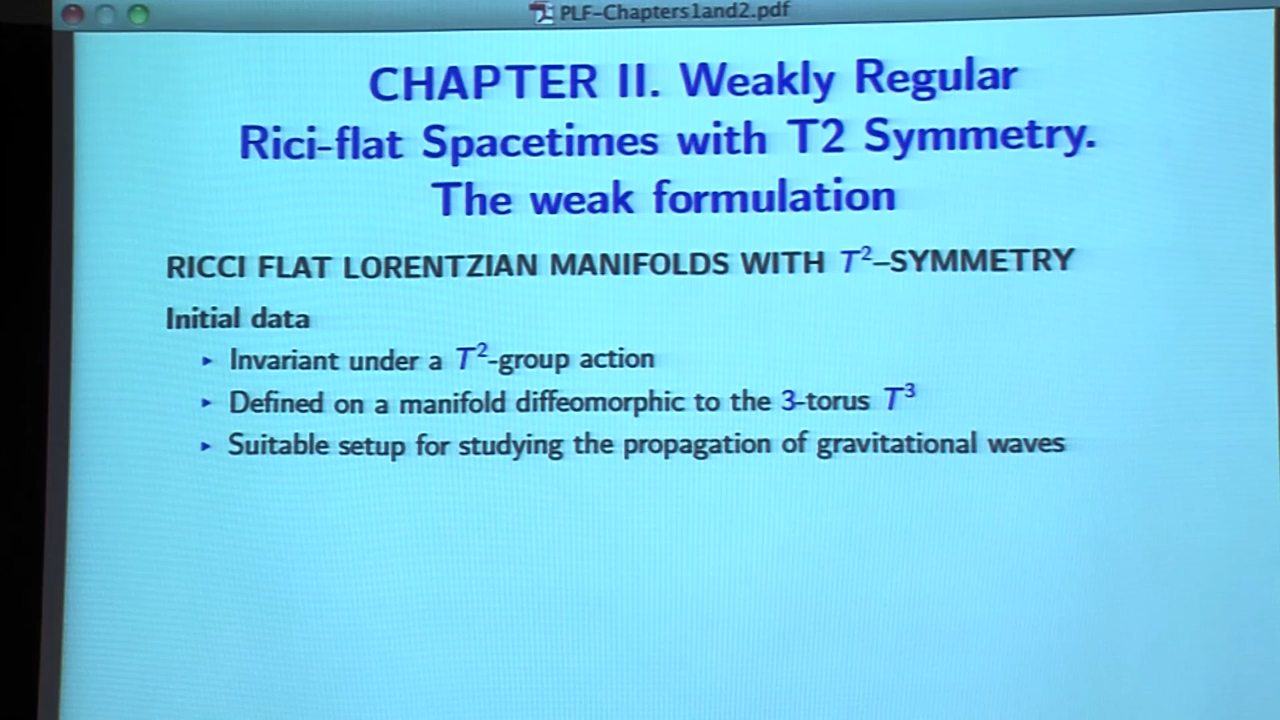 PLF-Chapters1and2.pdf
CHAPTER II. Weakly Regular
Rici-flat Spacetimes with T2 Symmetry.
The weak formulation
RICCI FLAT LORENTZIAN MANIFOLDS WITH T²–SYMMETRY
Initial data
▸ Invariant under a T²-group action
▸ Defined on a manifold diffeomorphic to the 3-torus T³
▸ Suitable setup for studying the propagation of gravitational waves